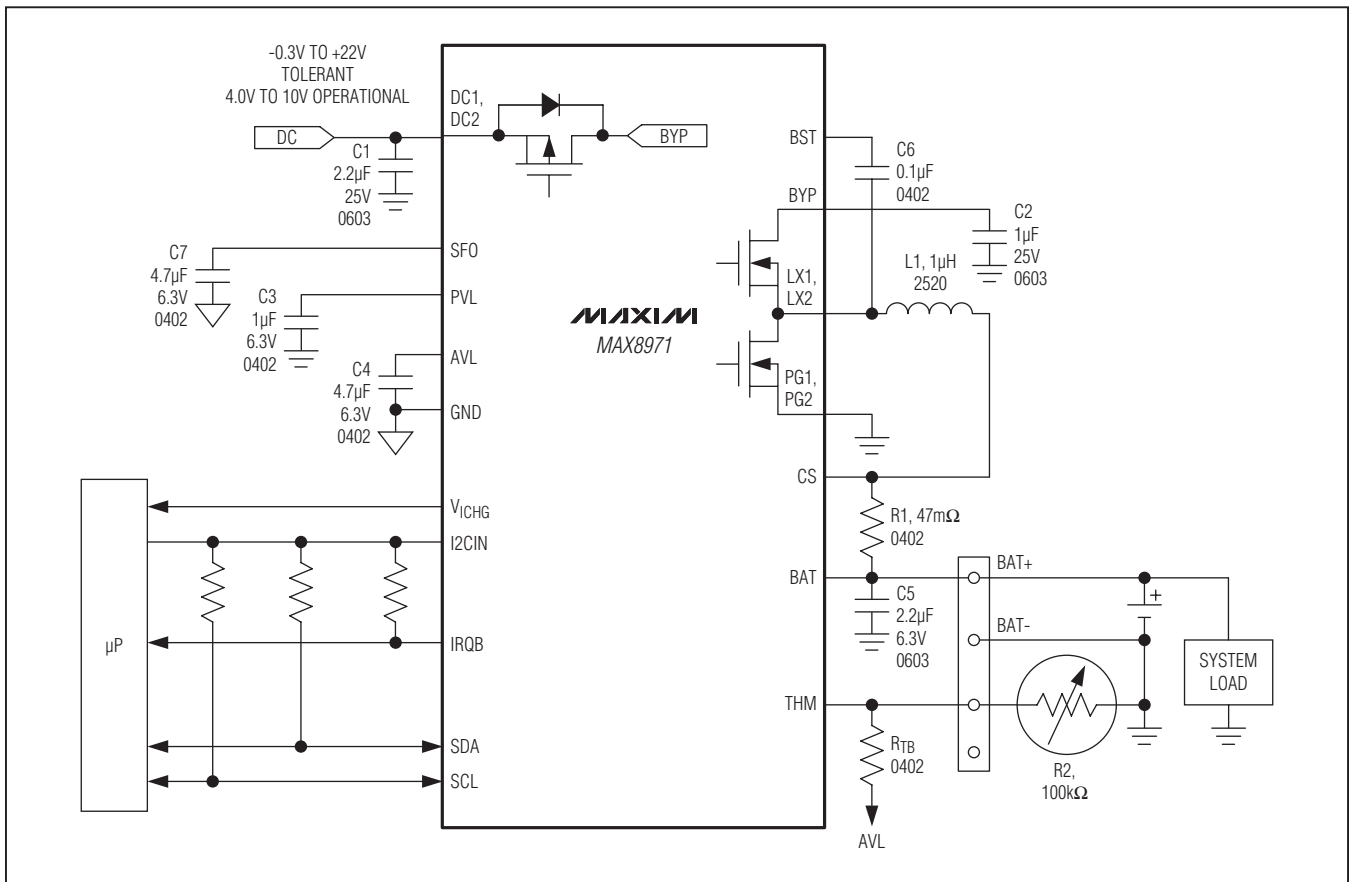 -0.3V TO +22V
TOLERANT
4.0V TO 10V OPERATIONAL
DC
C1
2.2µF
25V
0603
DC1,
DC2
BYP
C7
4.7µF
6.3V
0402
SFO
C3
1µF
6.3V
0402
PVL
C4
4.7µF
6.3V
0402
AVL
GND
MAXIM
MAX8971
BST
C6
0.1µF
0402
BYP
C2
1µF
25V
0603
LX1,
LX2
L1, 1µH
2520
PG1,
PG2
CS
R1, 47mΩ
0402
BAT
C5
2.2µF
6.3V
0603
BAT+
+
BAT-
SYSTEM
LOAD
THM
RTB
0402
AVL
R2,
100kΩ
µP
VICHG
I2CIN
IRQB
SDA
SCL